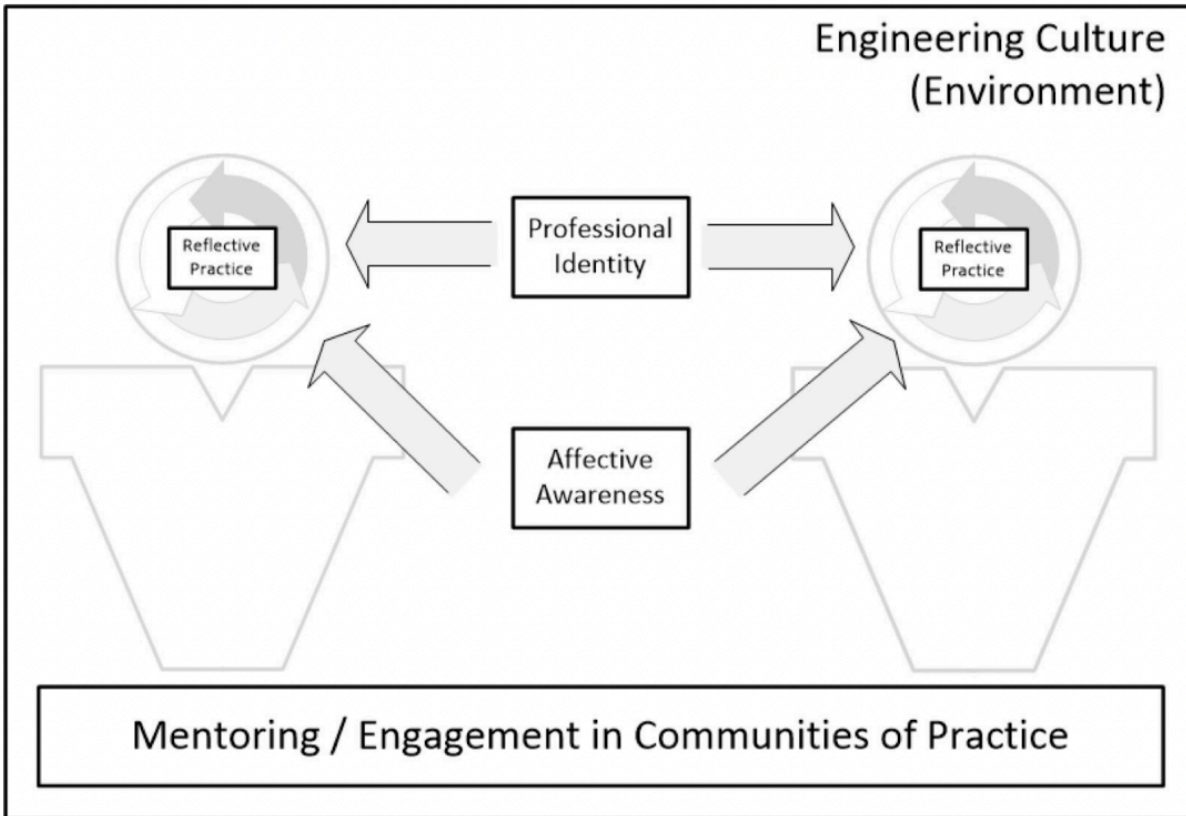 Engineering Culture
(Environment)
Reflective
Practice
Professional
Identity
Reflective
Practice
Affective
Awareness
Mentoring / Engagement in Communities of Practice